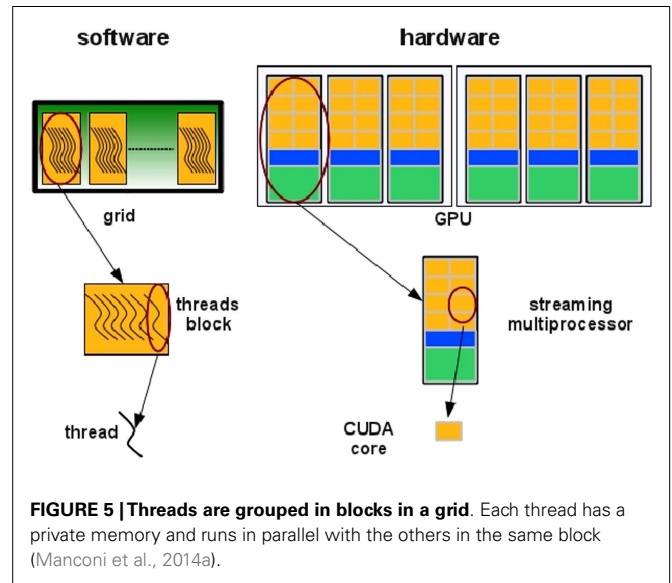 software
hardware
grid
GPU
threads
block
streaming
multiprocessor
thread
CUDA
core
FIGURE 5 | Threads are grouped in blocks in a grid. Each thread has a
private memory and runs in parallel with the others in the same block
(Manconi et al., 2014a).